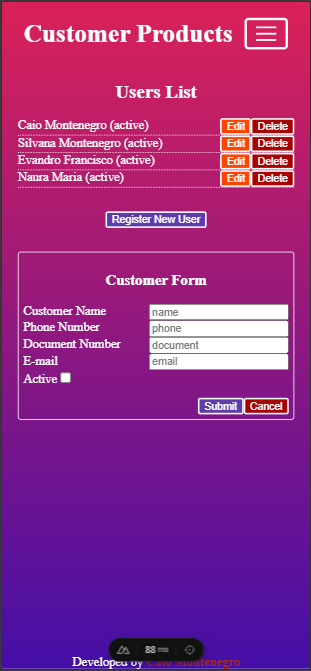 Customer Products
Users List
Caio Montenegro (active) Edit Delete
Silvana Montenegro (active) Edit Delete
Evandro Francisco (active) Edit Delete
Naura Maria (active) Edit Delete
Register New User
Customer Form
Customer Name name
Phone Number phone
Document Number document
E-mail email
Active
Submit Cancel
88 ms
Developed by Caio Montenegro